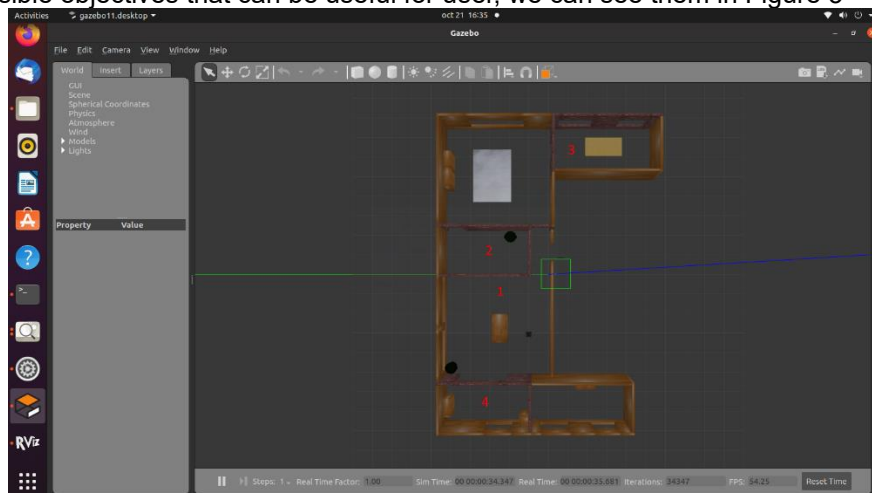 sible objectives that can be useful for user, we can see them in Figure 3
Activities gazebo11.desktop oct 21 16:35
Gazebo
File Edit Camera View Window Help
World Insert Layers
GUI
Scene
Spherical Coordinates
Physics
Atmosphere
Wind
Models
Lights
Property Value
3
2
1
4
RViz
Steps: 1 Real Time Factor: 1.00 Sim Time: 00 00:00:34.347 Real Time: 00 00:00:35.681 Iterations: 34347 FPS: 54.25 Reset Time